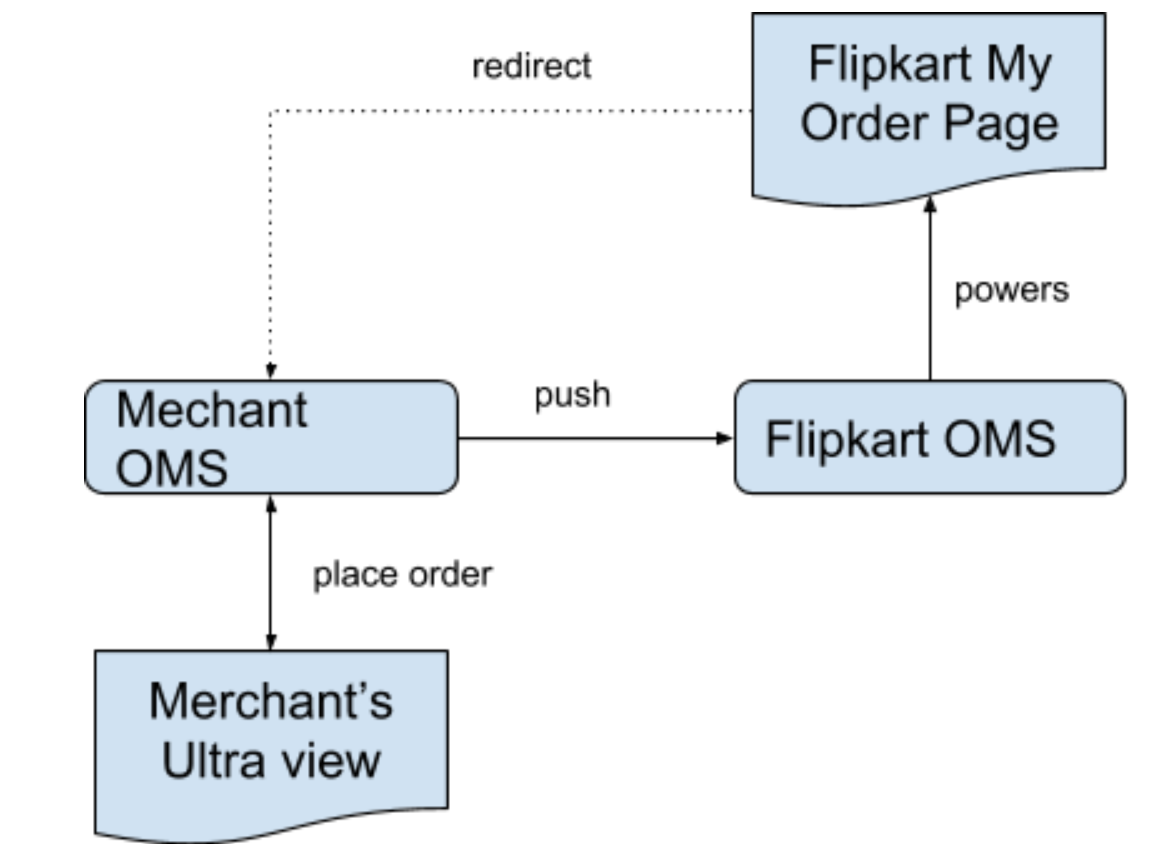 redirect
Flipkart My
Order Page
powers
Mechant
OMS
push
Flipkart OMS
place order
Merchant’s
Ultra view